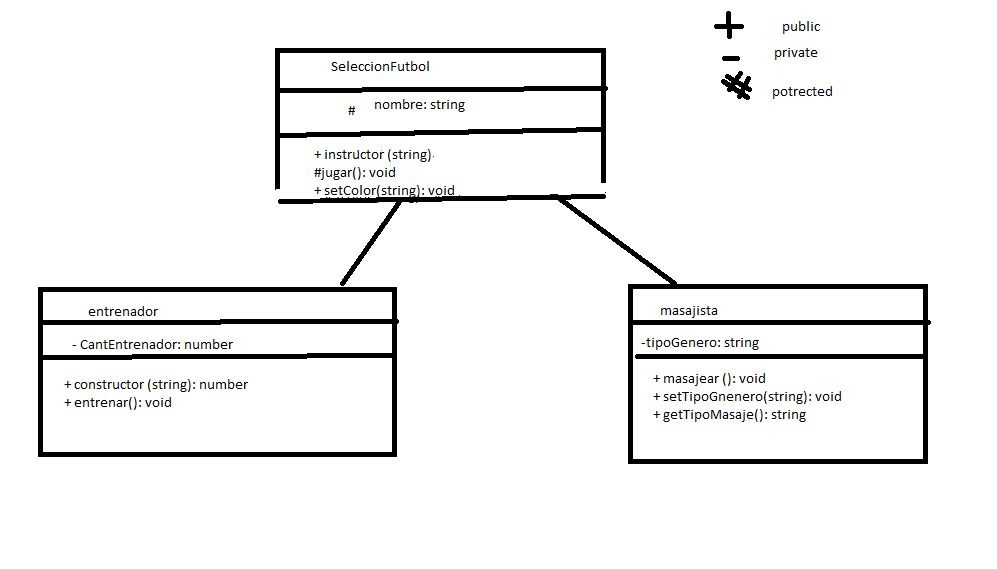 + public
- private
# potrected
SeleccionFutbol
# nombre: string
+ instructor (string)
#jugar(): void
+ setColor(string): void
entrenador
- CantEntrenador: number
+ constructor (string): number
+ entrenar(): void
masajista
-tipoGenero: string
+ masajear (): void
+ setTipoGnenero(string): void
+ getTipoMasaje(): string